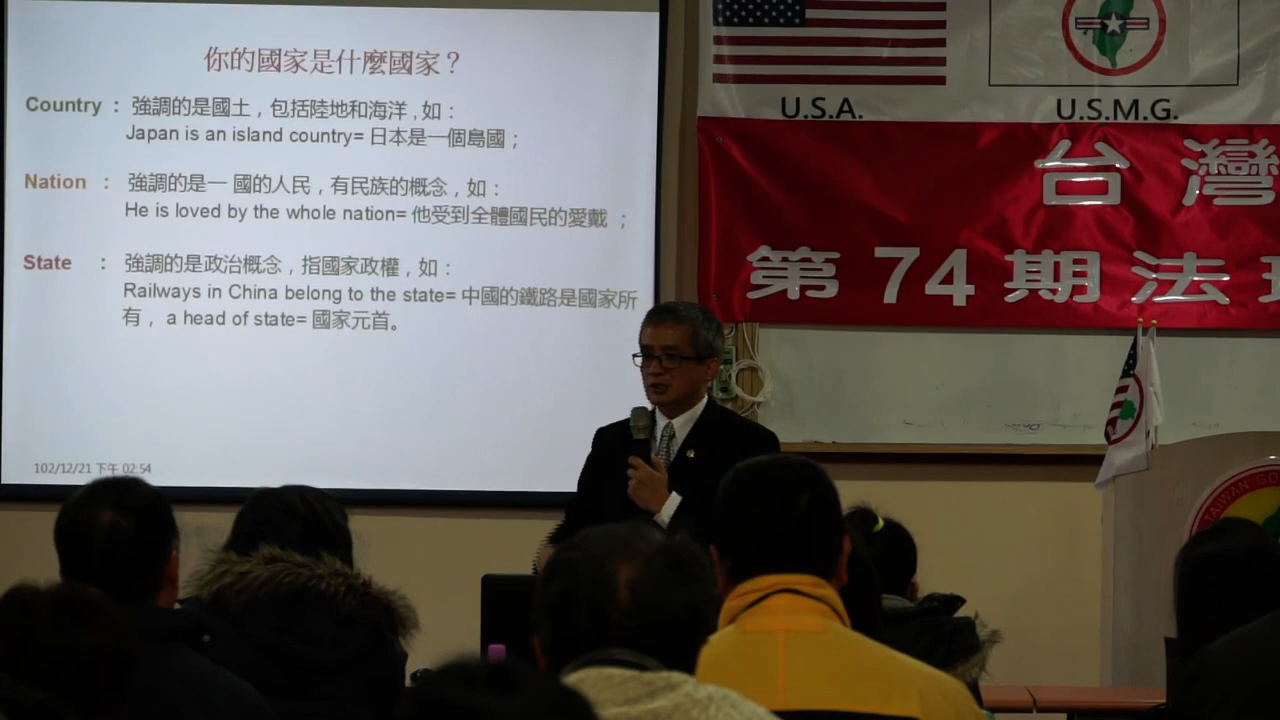 你的國家是什麼國家？
Country : 強調的是國土，包括陸地和海洋，如：
Japan is an island country= 日本是一個島國；
Nation : 強調的是一 國的人民，有民族的概念，如：
He is loved by the whole nation= 他受到全體國民的愛戴 ；
State : 強調的是政治概念，指國家政權，如：
Railways in China belong to the state= 中國的鐵路是國家所
有， a head of state= 國家元首。
102/12/21 下午 02:54
U.S.A.
U.S.M.G.
台灣
第74期法
TAIWAN GO